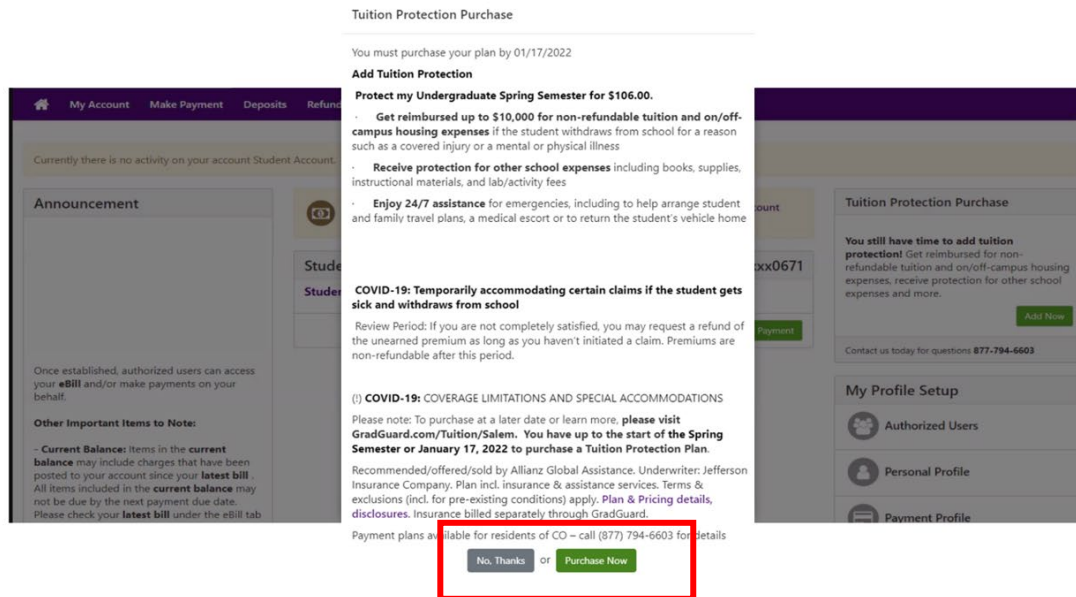 Tuition Protection Purchase
You must purchase your plan by 01/17/2022
Add Tuition Protection
Protect my Undergraduate Spring Semester for $106.00.
· Get reimbursed up to $10,000 for non-refundable tuition and on/off-
campus housing expenses if the student withdraws from school for a reason
such as a covered injury or a mental or physical illness
· Receive protection for other school expenses including books, supplies,
instructional materials, and lab/activity fees
· Enjoy 24/7 assistance for emergencies, including to help arrange student
and family travel plans, a medical escort or to return the student's vehicle home
COVID-19: Temporarily accommodating certain claims if the student gets
sick and withdraws from school
Review Period: If you are not completely satisfied, you may request a refund of
the unearned premium as long as you haven't initiated a claim. Premiums are
non-refundable after this period.
(!) COVID-19: COVERAGE LIMITATIONS AND SPECIAL ACCOMMODATIONS
Please note: To purchase at a later date or learn more, please visit
GradGuard.com/Tuition/Salem. You have up to the start of the Spring
Semester or January 17, 2022 to purchase a Tuition Protection Plan.
Recommended/offered/sold by Allianz Global Assistance. Underwriter: Jefferson
Insurance Company. Plan incl. insurance & assistance services. Terms &
exclusions (incl. for pre-existing conditions) apply. Plan & Pricing details,
disclosures. Insurance billed separately through GradGuard.
Payment plans available for residents of CO – call (877) 794-6603 for details
No, Thanks or Purchase Now
My Account Make Payment Deposits Refund
Currently there is no activity on your account Student Account.
Announcement
Once established, authorized users can access
your eBill and/or make payments on your
behalf.
Other Important Items to Note:
- Current Balance: Items in the current
balance may include charges that have been
posted to your account since your latest bill .
All items included in the current balance may
not be due by the next payment due date.
Please check your latest bill under the eBill tab
ount
Stude xx0671
Studer
Payment
Tuition Protection Purchase
You still have time to add tuition
protection! Get reimbursed for non-
refundable tuition and on/off-campus housing
expenses, receive protection for other school
expenses and more.
Add Now
Contact us today for questions 877-794-6603
My Profile Setup
Authorized Users
Personal Profile
Payment Profile